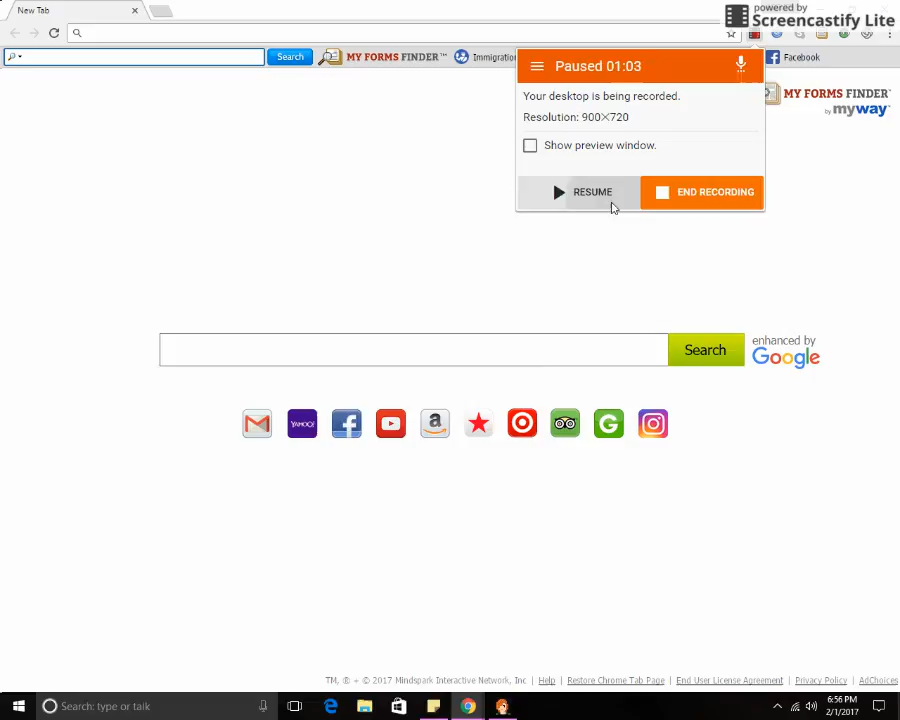 New Tab
powered by
Screencastify Lite
Search
MY FORMS FINDER™
Immigration
Facebook
Paused 01:03
Your desktop is being recorded.
Resolution: 900×720
Show preview window.
RESUME
END RECORDING
MY FORMS FINDER™
by myway™
Search
enhanced by
Google
YAHOO!
a
G
TM, ® + © 2017 Mindspark Interactive Network, Inc
Help
Restore Chrome Tab Page
End User License Agreement
Privacy Policy
AdChoices
Search: type or talk
6:56 PM
2/1/2017